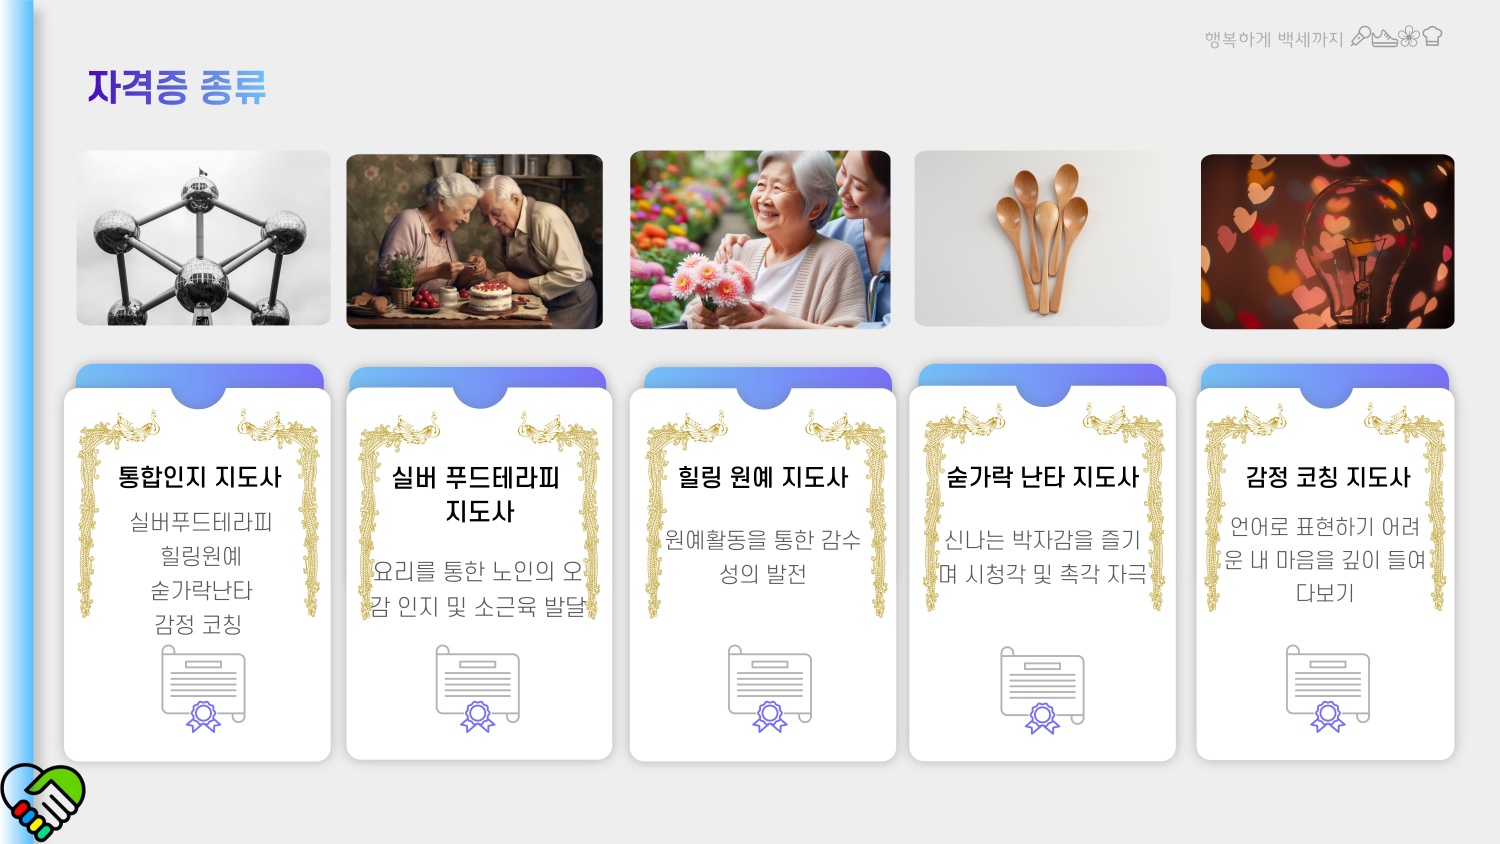 행복하게 백세까지
자격증 종류
통합인지 지도사
실버푸드테라피
힐링원예
숟가락난타
감정 코칭
실버 푸드테라피
지도사
요리를 통한 노인의 오
감 인지 및 소근육 발달
힐링 원예 지도사
원예활동을 통한 감수
성의 발전
숟가락 난타 지도사
신나는 박자감을 즐기
며 시청각 및 촉각 자극
감정 코칭 지도사
언어로 표현하기 어려
운 내 마음을 깊이 들여
다보기